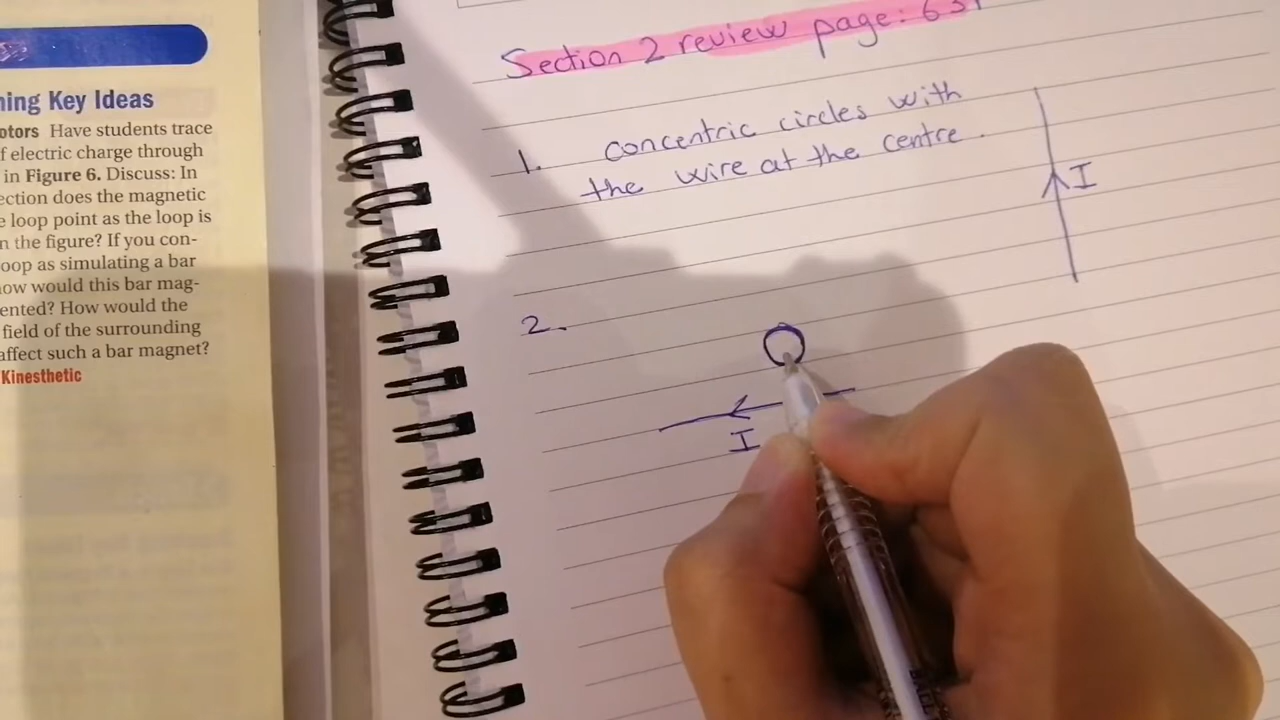 ning Key Ideas
otors Have students trace
f electric charge through
in Figure 6. Discuss: In
ection does the magnetic
e loop point as the loop is
n the figure? If you con-
oop as simulating a bar
ow would this bar mag-
ented? How would the
field of the surrounding
affect such a bar magnet?
Kinesthetic
Section 2 review page: 631
1. concentric circles with
the wire at the centre.
I
2.
I